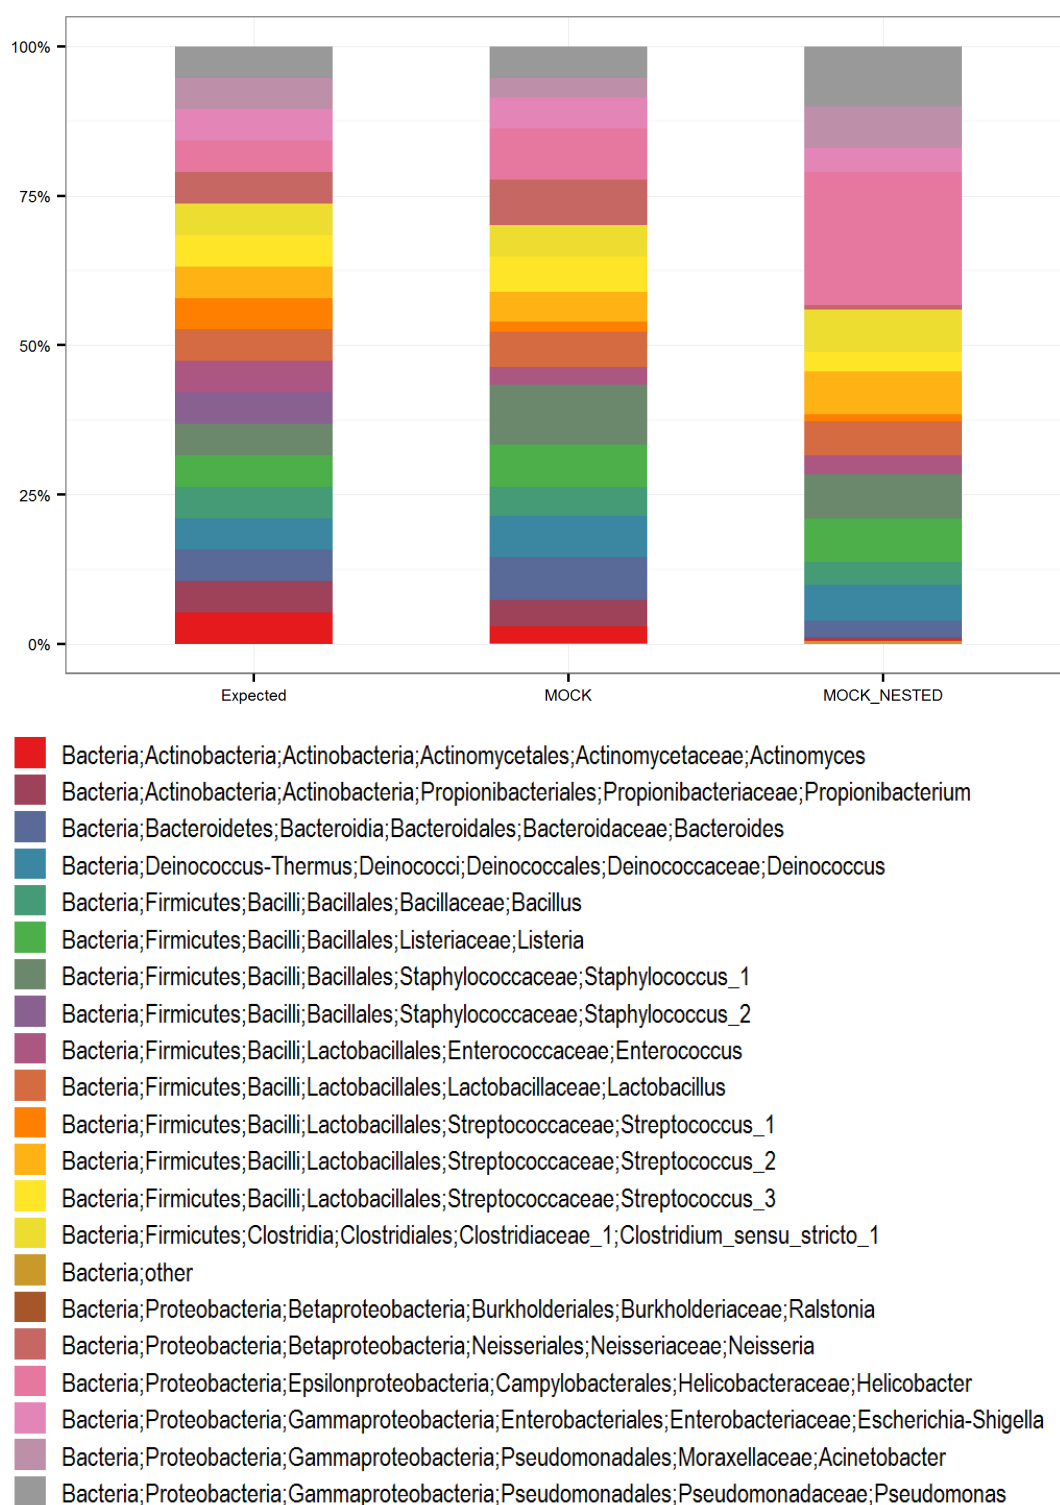 100%
75%
50%
25%
0%
Expected MOCK MOCK_NESTED
Bacteria;Actinobacteria;Actinobacteria;Actinomycetales;Actinomycetaceae;Actinomyces
Bacteria;Actinobacteria;Actinobacteria;Propionibacteriales;Propionibacteriaceae;Propionibacterium
Bacteria;Bacteroidetes;Bacteroidia;Bacteroidales;Bacteroidaceae;Bacteroides
Bacteria;Deinococcus-Thermus;Deinococci;Deinococcales;Deinococcaceae;Deinococcus
Bacteria;Firmicutes;Bacilli;Bacillales;Bacillaceae;Bacillus
Bacteria;Firmicutes;Bacilli;Bacillales;Listeriaceae;Listeria
Bacteria;Firmicutes;Bacilli;Bacillales;Staphylococcaceae;Staphylococcus_1
Bacteria;Firmicutes;Bacilli;Bacillales;Staphylococcaceae;Staphylococcus_2
Bacteria;Firmicutes;Bacilli;Lactobacillales;Enterococcaceae;Enterococcus
Bacteria;Firmicutes;Bacilli;Lactobacillales;Lactobacillaceae;Lactobacillus
Bacteria;Firmicutes;Bacilli;Lactobacillales;Streptococcaceae;Streptococcus_1
Bacteria;Firmicutes;Bacilli;Lactobacillales;Streptococcaceae;Streptococcus_2
Bacteria;Firmicutes;Bacilli;Lactobacillales;Streptococcaceae;Streptococcus_3
Bacteria;Firmicutes;Clostridia;Clostridiales;Clostridiaceae_1;Clostridium_sensu_stricto_1
Bacteria;other
Bacteria;Proteobacteria;Betaproteobacteria;Burkholderiales;Burkholderiaceae;Ralstonia
Bacteria;Proteobacteria;Betaproteobacteria;Neisseriales;Neisseriaceae;Neisseria
Bacteria;Proteobacteria;Epsilonproteobacteria;Campylobacterales;Helicobacteraceae;Helicobacter
Bacteria;Proteobacteria;Gammaproteobacteria;Enterobacteriales;Enterobacteriaceae;Escherichia-Shigella
Bacteria;Proteobacteria;Gammaproteobacteria;Pseudomonadales;Moraxellaceae;Acinetobacter
Bacteria;Proteobacteria;Gammaproteobacteria;Pseudomonadales;Pseudomonadaceae;Pseudomonas